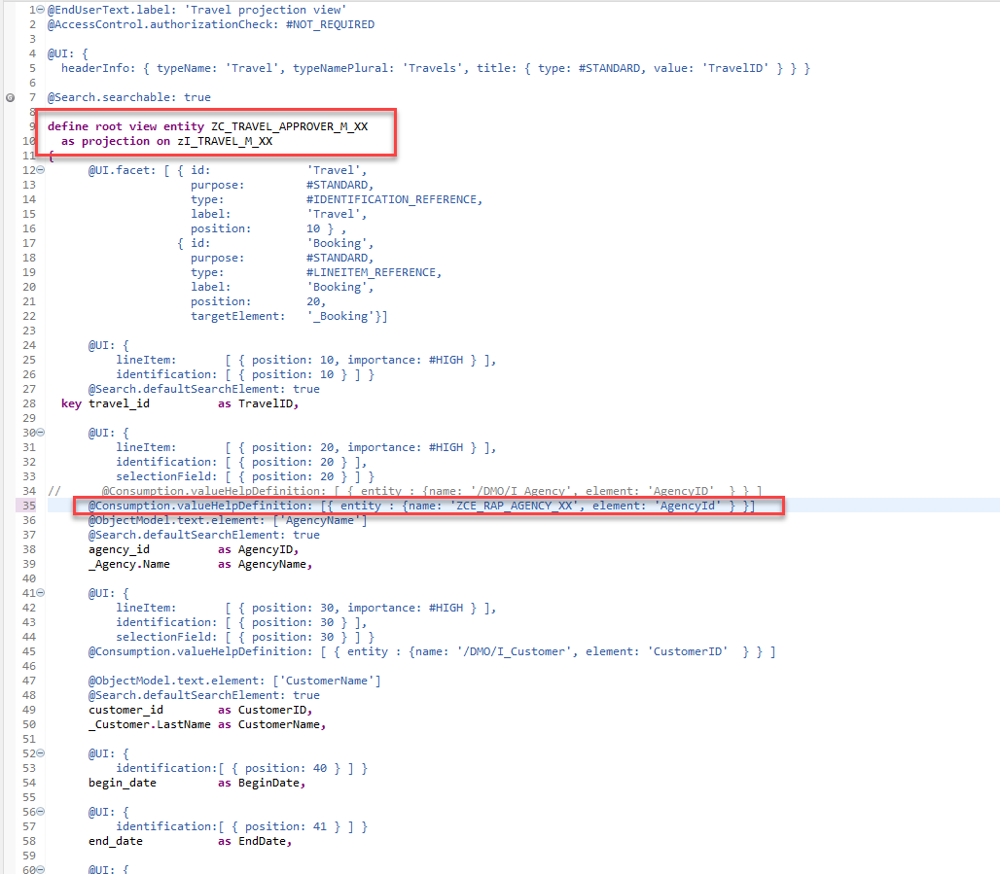 1 @EndUserText.label: 'Travel projection view'
2 @AccessControl.authorizationCheck: #NOT_REQUIRED
3
4 @UI: {
5   headerInfo: { typeName: 'Travel', typeNamePlural: 'Travels', title: { type: #STANDARD, value: 'TravelID' } } }
6
7 @Search.searchable: true
8
9 define root view entity ZC_TRAVEL_APPROVER_M_XX
10   as projection on zI_TRAVEL_M_XX
11 {
12       @UI.facet: [ { id:              'Travel',
13                      purpose:         #STANDARD,
14                      type:            #IDENTIFICATION_REFERENCE,
15                      label:           'Travel',
16                      position:        10 } ,
17                    { id:              'Booking',
18                      purpose:         #STANDARD,
19                      type:            #LINEITEM_REFERENCE,
20                      label:           'Booking',
21                      position:        20,
22                      targetElement:   '_Booking'}]
23
24       @UI: {
25           lineItem:       [ { position: 10, importance: #HIGH } ],
26           identification: [ { position: 10 } ] }
27       @Search.defaultSearchElement: true
28   key travel_id          as TravelID,
29
30       @UI: {
31           lineItem:       [ { position: 20, importance: #HIGH } ],
32           identification: [ { position: 20 } ],
33           selectionField: [ { position: 20 } ] }
34 //      @Consumption.valueHelpDefinition: [ { entity : {name: '/DMO/I_Agency', element: 'AgencyID'  } } ]
35       @Consumption.valueHelpDefinition: [{ entity : {name: 'ZCE_RAP_AGENCY_XX', element: 'AgencyId' } }]
36       @ObjectModel.text.element: ['AgencyName']
37       @Search.defaultSearchElement: true
38       agency_id          as AgencyID,
39       _Agency.Name       as AgencyName,
40
41       @UI: {
42           lineItem:       [ { position: 30, importance: #HIGH } ],
43           identification: [ { position: 30 } ],
44           selectionField: [ { position: 30 } ] }
45       @Consumption.valueHelpDefinition: [ { entity : {name: '/DMO/I_Customer', element: 'CustomerID'  } } ]
46
47       @ObjectModel.text.element: ['CustomerName']
48       @Search.defaultSearchElement: true
49       customer_id        as CustomerID,
50       _Customer.LastName as CustomerName,
51
52       @UI: {
53           identification:[ { position: 40 } ] }
54       begin_date         as BeginDate,
55
56       @UI: {
57           identification:[ { position: 41 } ] }
58       end_date           as EndDate,
59
60       @UI: {